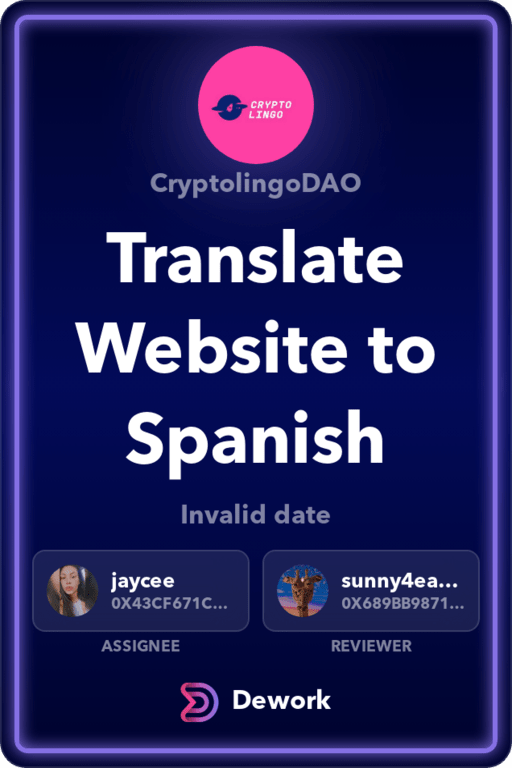 CRYPTO
LINGO
CryptolingoDAO
Translate
Website to
Spanish
Invalid date
jaycee
0X43CF671C...
ASSIGNEE
sunny4ea...
0X689BB9871...
REVIEWER
Dework